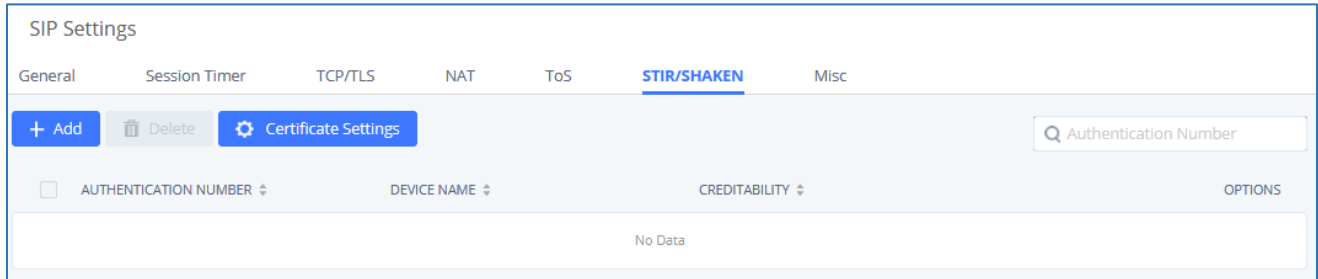 SIP Settings
General Session Timer TCP/TLS NAT ToS STIR/SHAKEN Misc
+ Add Delete Certificate Settings Authentication Number
AUTHENTICATION NUMBER DEVICE NAME CREDITABILITY OPTIONS
No Data